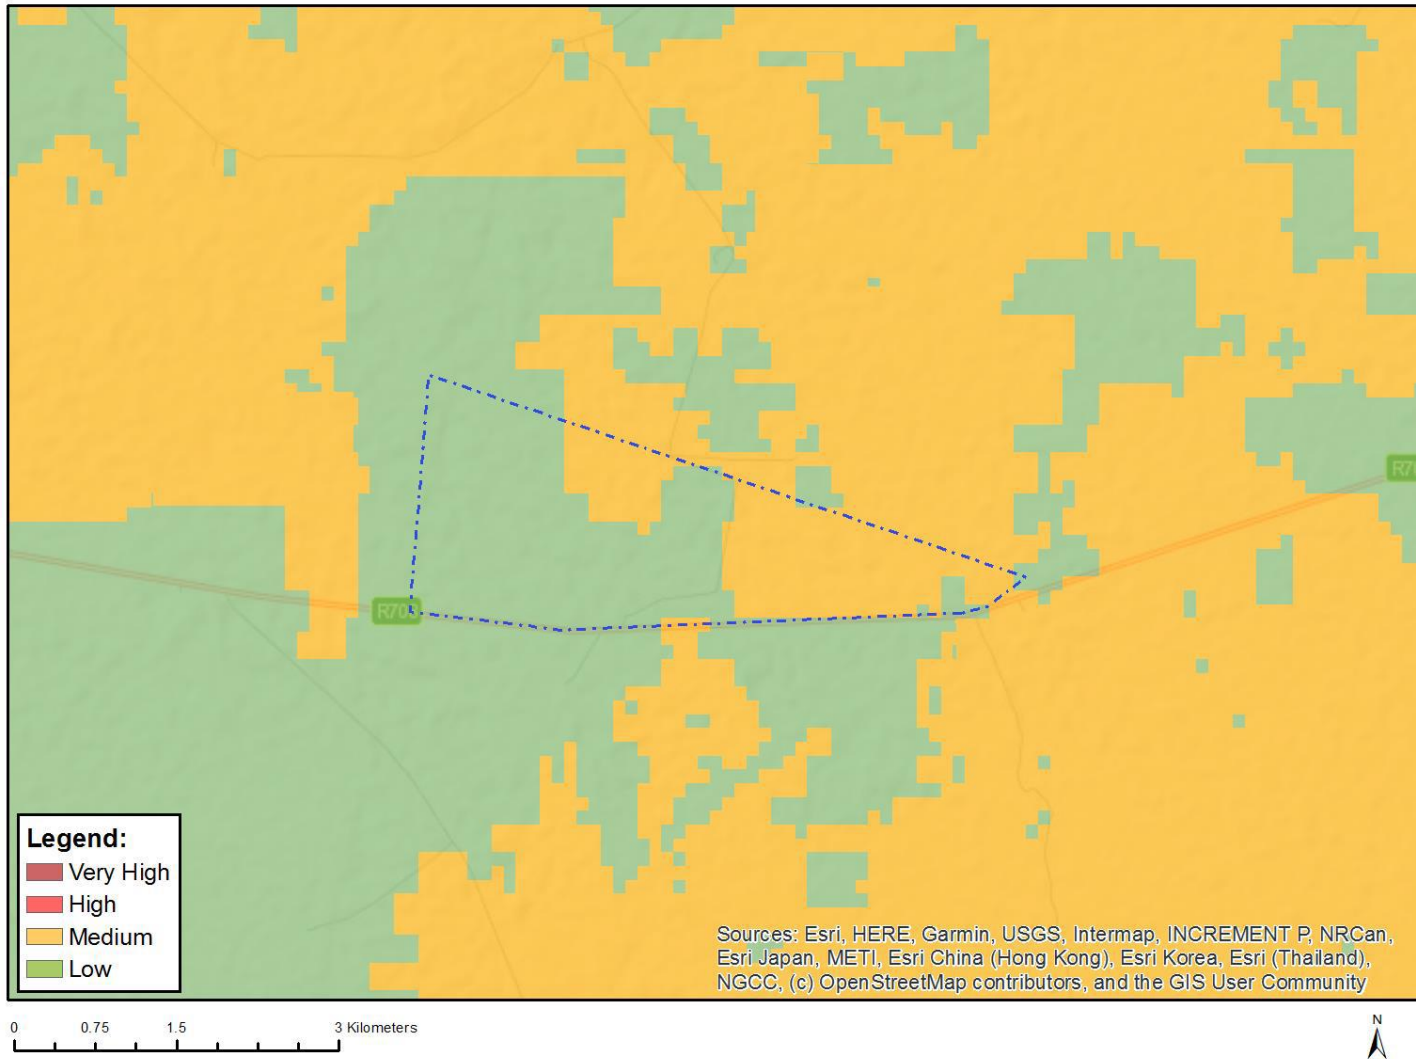 R70
R708
Legend:
Very High
High
Medium
Low
Sources: Esri, HERE, Garmin, USGS, Intermap, INCREMENT P, NRCan,
Esri Japan, METI, Esri China (Hong Kong), Esri Korea, Esri (Thailand),
NGCC, (c) OpenStreetMap contributors, and the GIS User Community
0 0.75 1.5 3 Kilometers
N